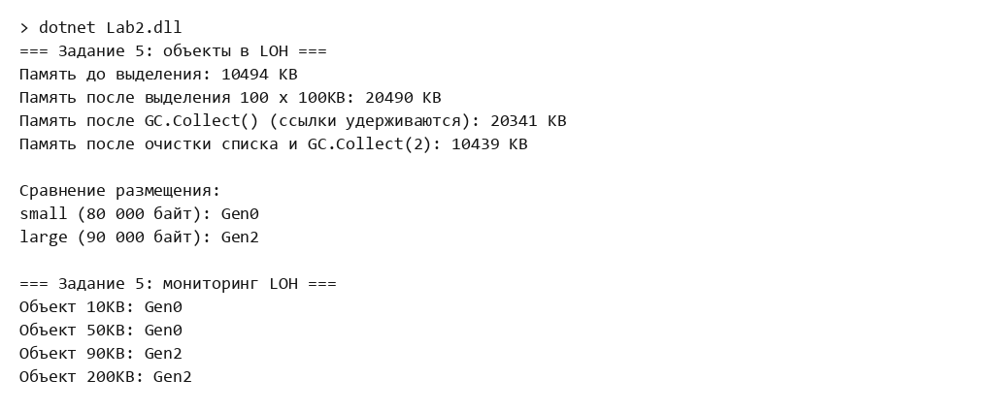 > dotnet Lab2.dll
=== Задание 5: объекты в LOH ===
Память до выделения: 10494 KB
Память после выделения 100 x 100KB: 20490 KB
Память после GC.Collect() (ссылки удерживаются): 20341 KB
Память после очистки списка и GC.Collect(2): 10439 KB
Сравнение размещения:
small (80 000 байт): Gen0
large (90 000 байт): Gen2
=== Задание 5: мониторинг LOH ===
Объект 10KB: Gen0
Объект 50KB: Gen0
Объект 90KB: Gen2
Объект 200KB: Gen2